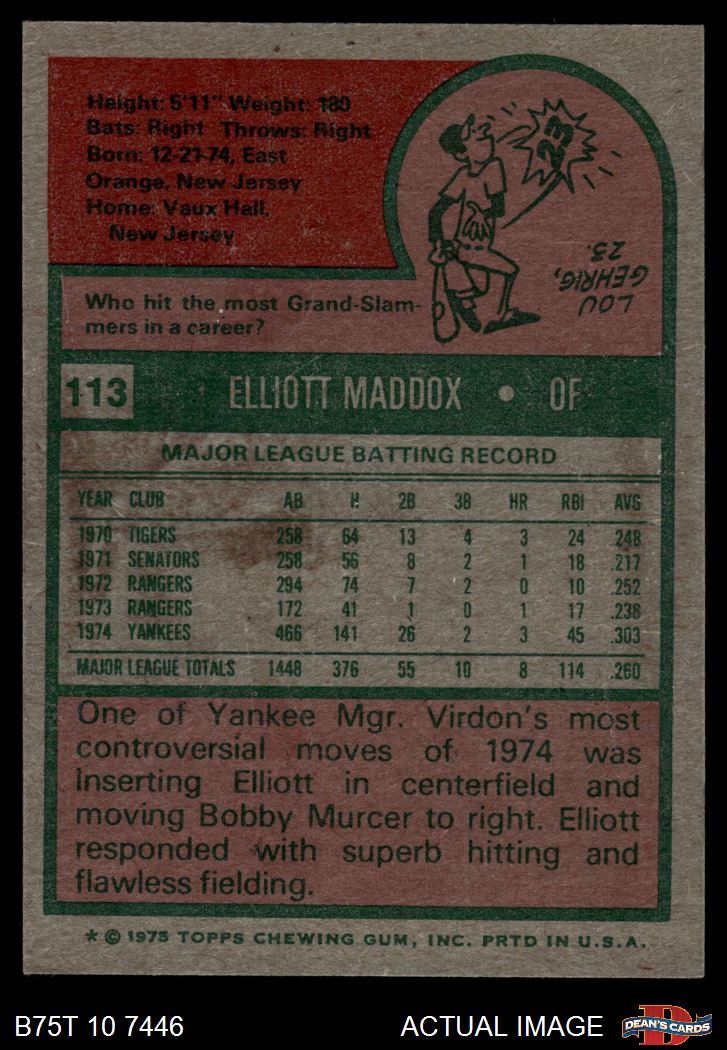 Height: 5'11" Weight: 180
Bats: Right Throws: Right
Born: 12-21-74, East
Orange, New Jersey
Home: Vaux Hall,
New Jersey
23
LOU
GEHRIG,
23.
Who hit the most Grand-Slam-
mers in a career?
113 ELLIOTT MADDOX • OF
MAJOR LEAGUE BATTING RECORD
YEAR CLUB AB H 2B 3B HR RBI AVG
1970 TIGERS 258 64 13 4 3 24 .248
1971 SENATORS 258 56 8 2 1 18 .217
1972 RANGERS 294 74 7 2 0 10 .252
1973 RANGERS 172 41 1 0 1 17 .238
1974 YANKEES 466 141 26 2 3 45 .303
MAJOR LEAGUE TOTALS 1448 376 55 10 8 114 .260
One of Yankee Mgr. Virdon's most
controversial moves of 1974 was
inserting Elliott in centerfield and
moving Bobby Murcer to right. Elliott
responded with superb hitting and
flawless fielding.
* © 1975 TOPPS CHEWING GUM, INC. PRTD IN U.S.A.
B75T 10 7446 ACTUAL IMAGE
D
DEAN'S CARDS